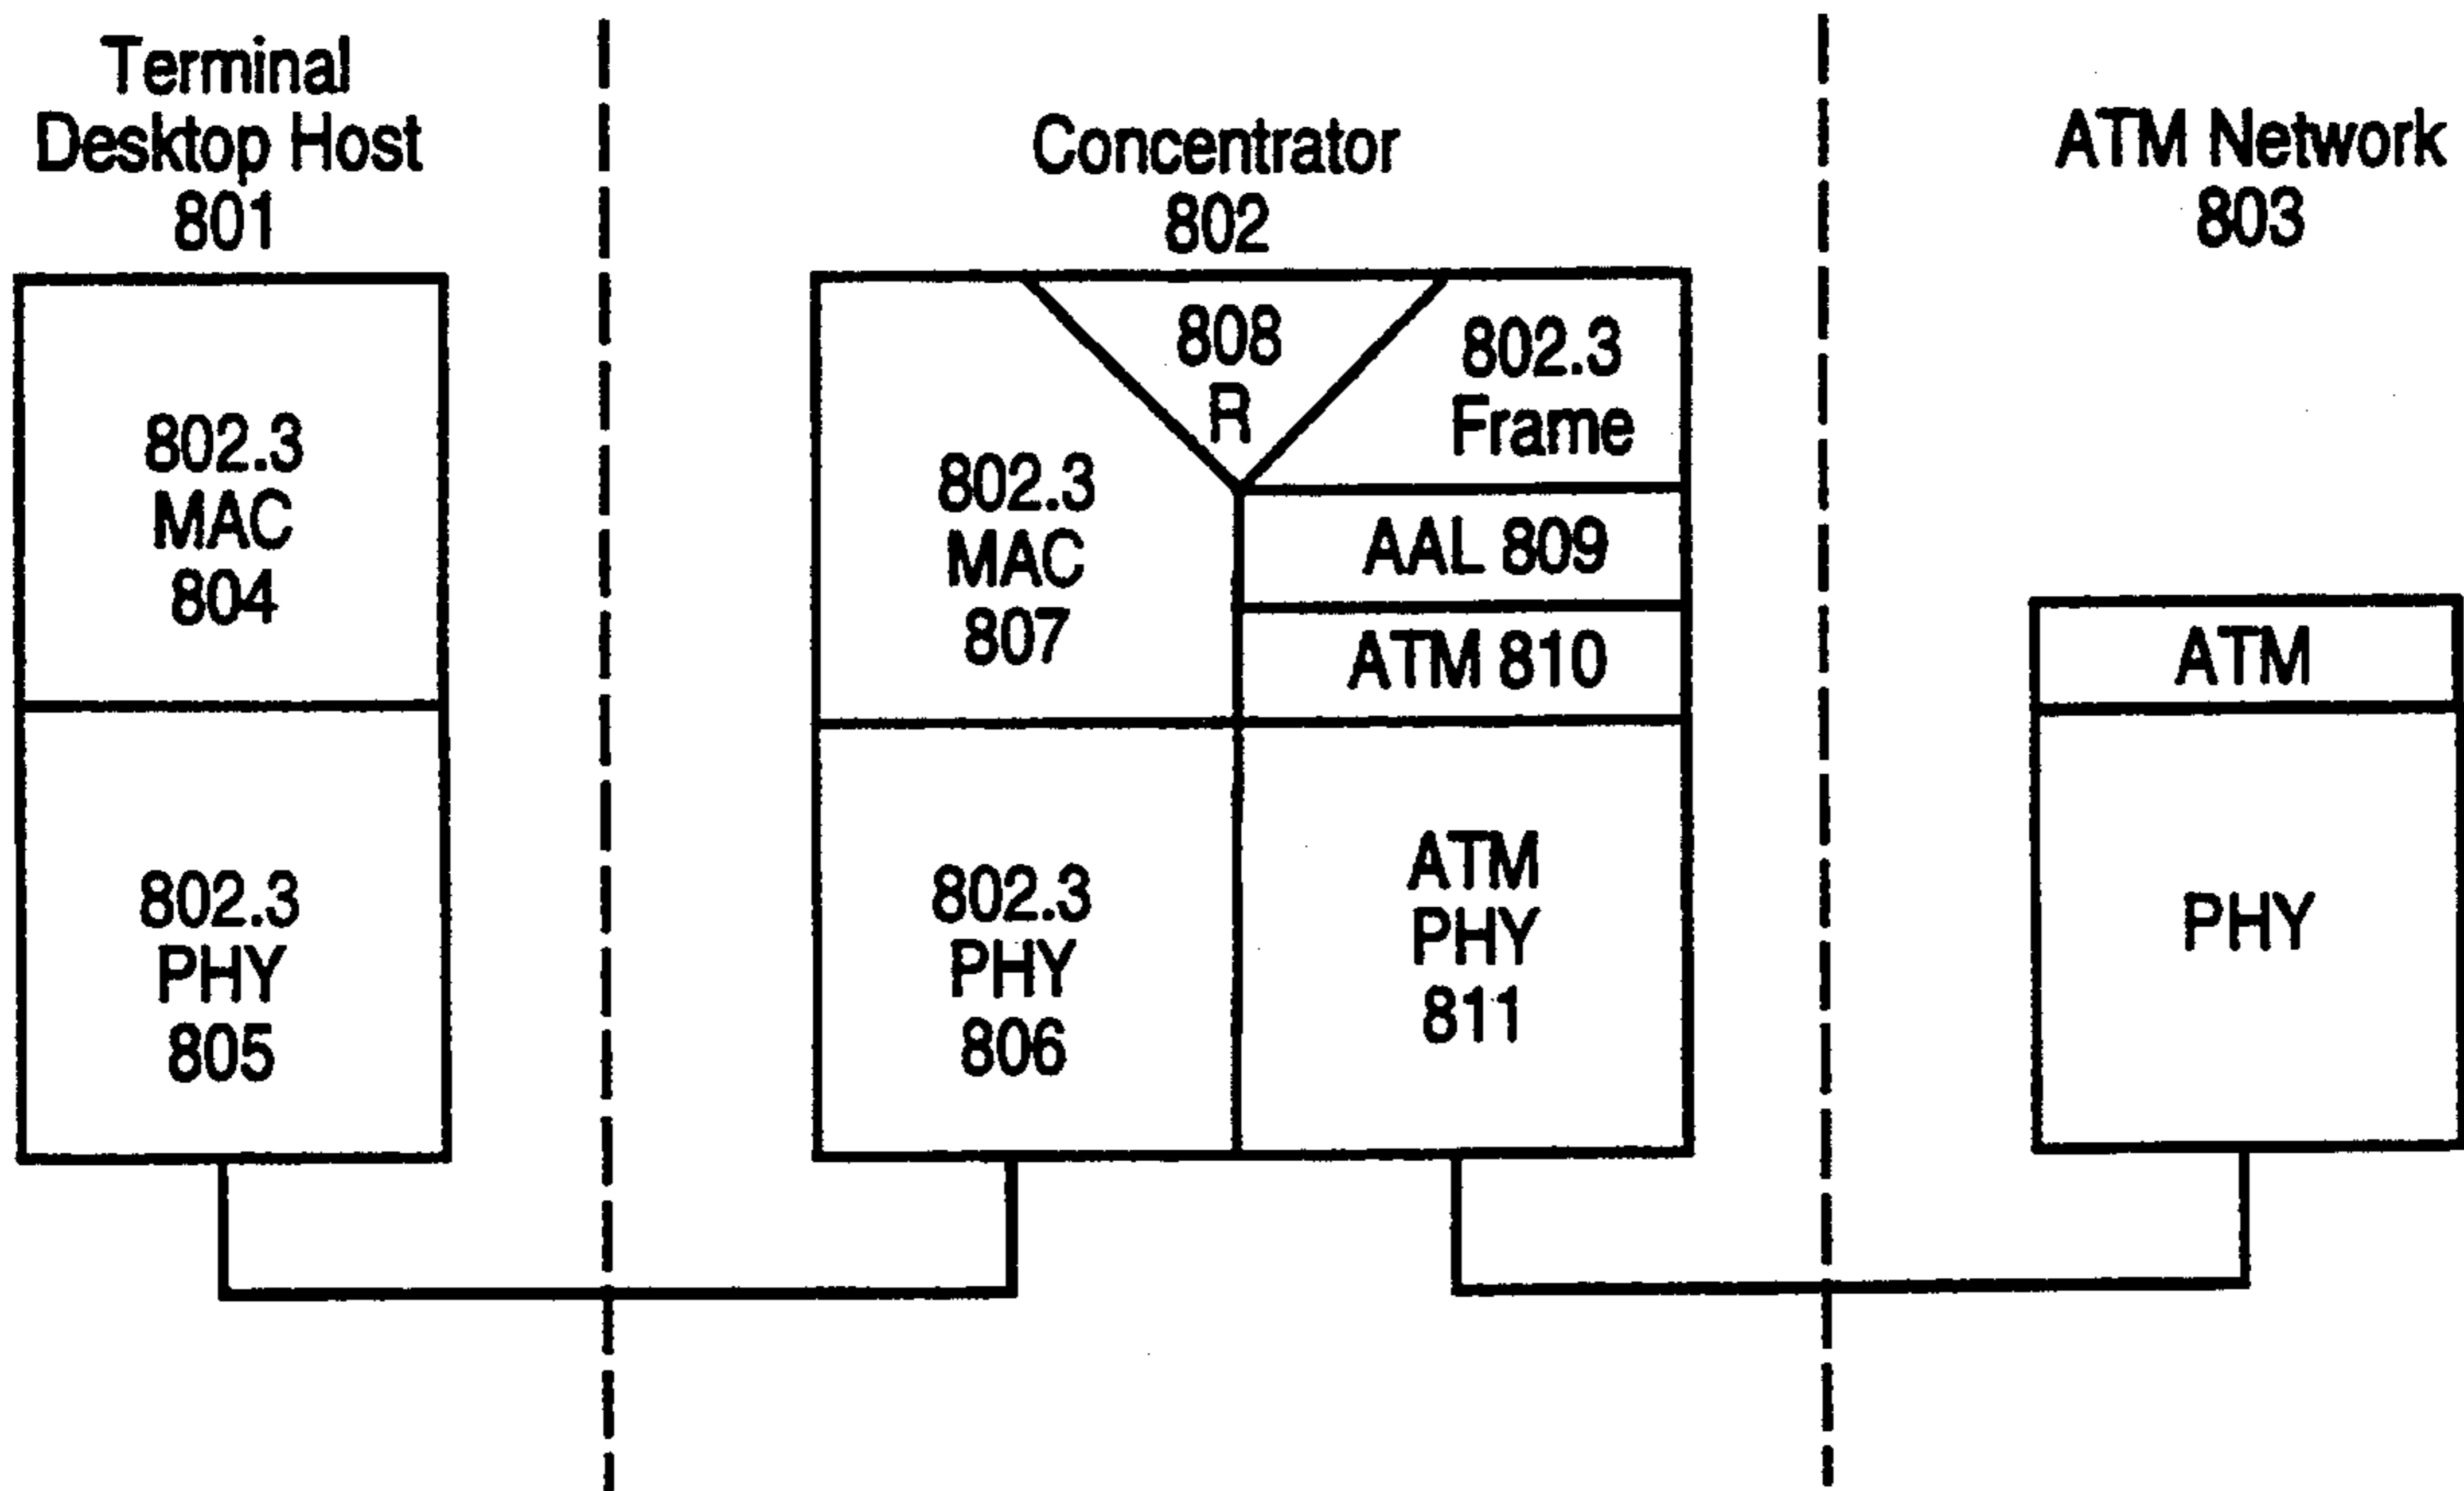 Terminal
Desktop Host
801
802.3
MAC
804
802.3
PHY
805
Concentrator
802
808
R
802.3
Frame
802.3
MAC
807
AAL 809
ATM 810
802.3
PHY
806
ATM
PHY
811
ATM Network
803
ATM
PHY